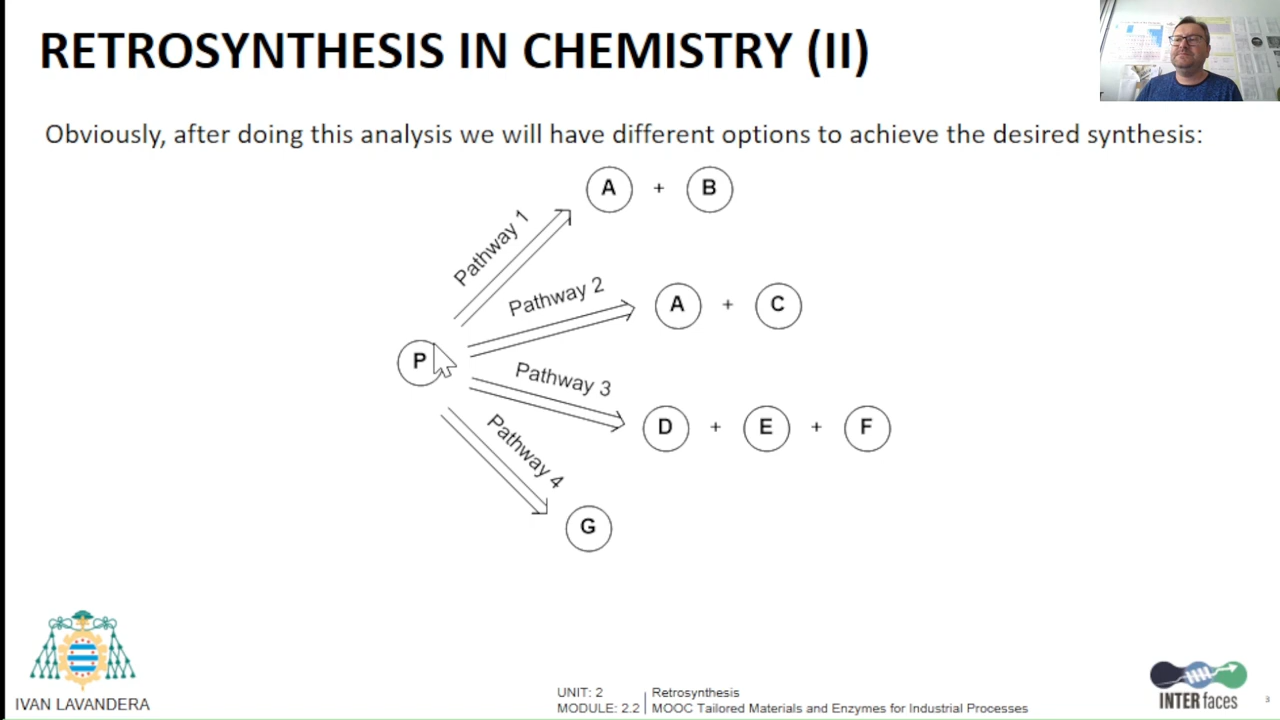 RETROSYNTHESIS IN CHEMISTRY (II)
Obviously, after doing this analysis we will have different options to achieve the desired synthesis:
A + B
Pathway 1
Pathway 2
A + C
P
Pathway 3
D + E + F
Pathway 4
G
IVAN LAVANDERA
UNIT: 2
MODULE: 2.2
Retrosynthesis
MOOC Tailored Materials and Enzymes for Industrial Processes
INTERfaces
3